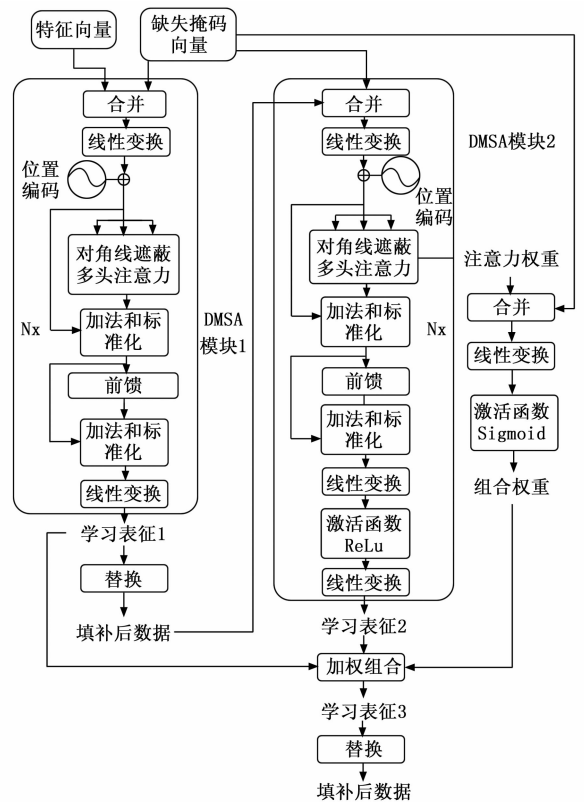 特征向量
缺失掩码
向量
合并
线性变换
位置
编码
对角线遮蔽
多头注意力
加法和标
准化
Nx
DMSA
模块1
前馈
加法和标
准化
线性变换
学习表征1
替换
填补后数据
合并
线性变换
位置
编码
DMSA模块2
对角线遮蔽
多头注意力
加法和标
准化
Nx
前馈
加法和标
准化
线性变换
激活函数
ReLu
线性变换
学习表征2
注意力权重
合并
线性变换
激活函数
Sigmoid
组合权重
加权组合
学习表征3
替换
填补后数据